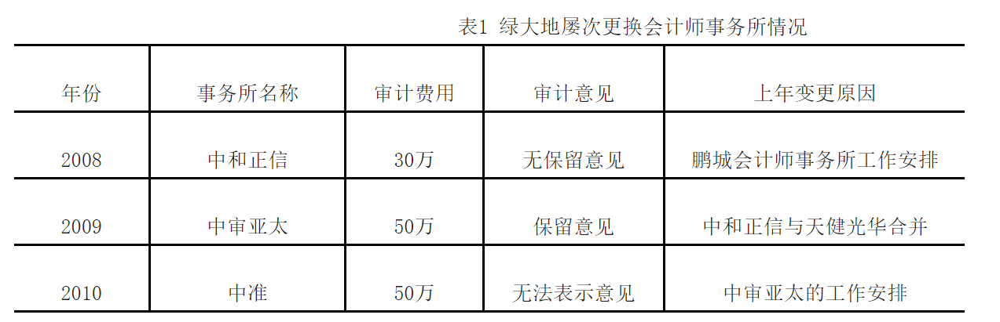 表1 绿大地屡次更换会计师事务所情况
年份 事务所名称 审计费用 审计意见 上年变更原因
2008 中和正信 30万 无保留意见 鹏城会计师事务所工作安排
2009 中审亚太 50万 保留意见 中和正信与天健光华合并
2010 中准 50万 无法表示意见 中审亚太的工作安排